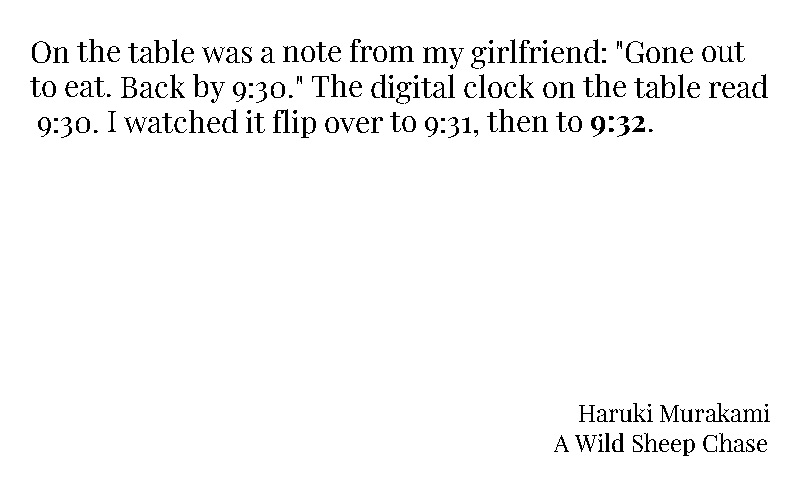 On the table was a note from my girlfriend: "Gone out
to eat. Back by 9:30." The digital clock on the table read
9:30. I watched it flip over to 9:31, then to 9:32.
Haruki Murakami
A Wild Sheep Chase